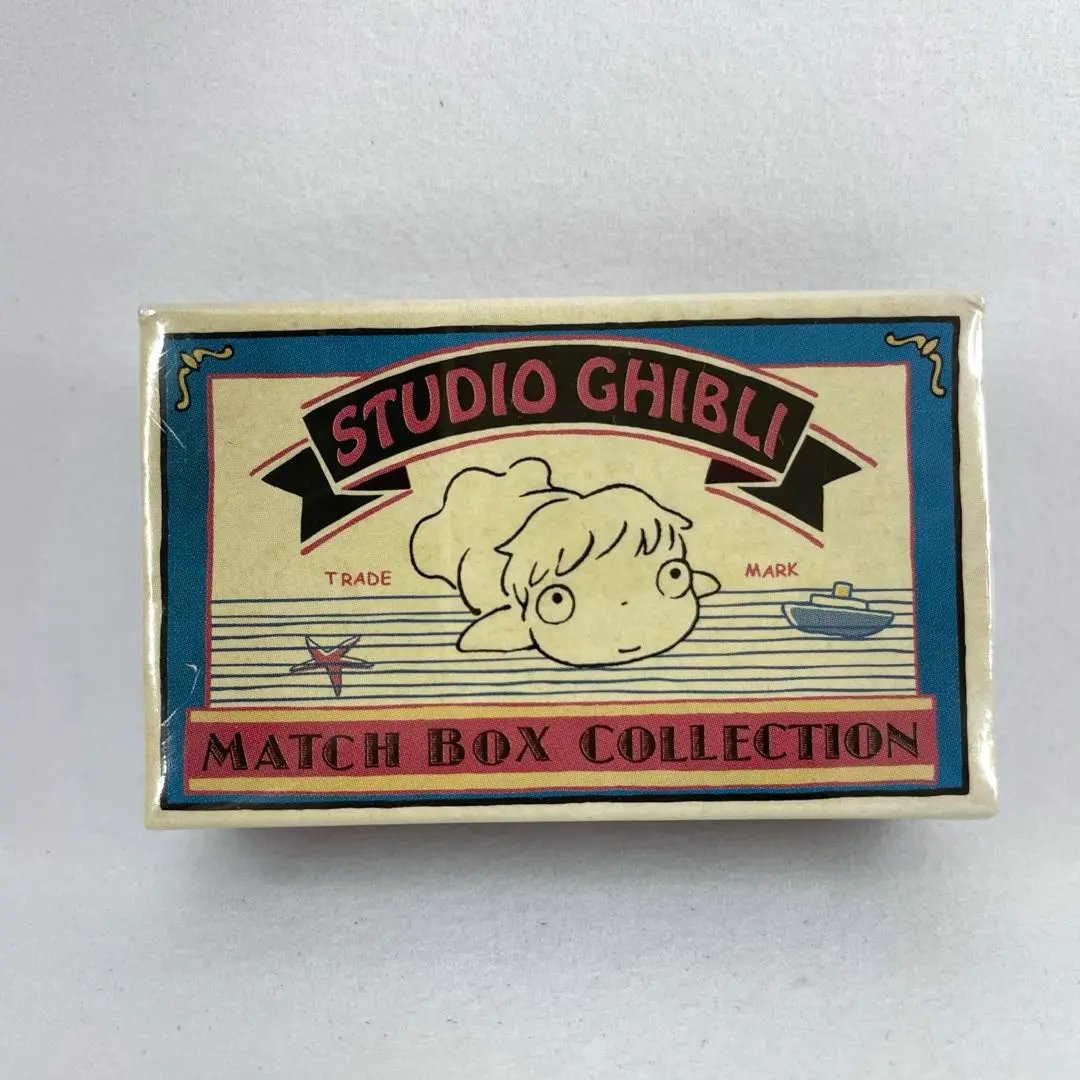 STUDIO GHIBLI
TRADE MARK
MATCH BOX COLLECTION